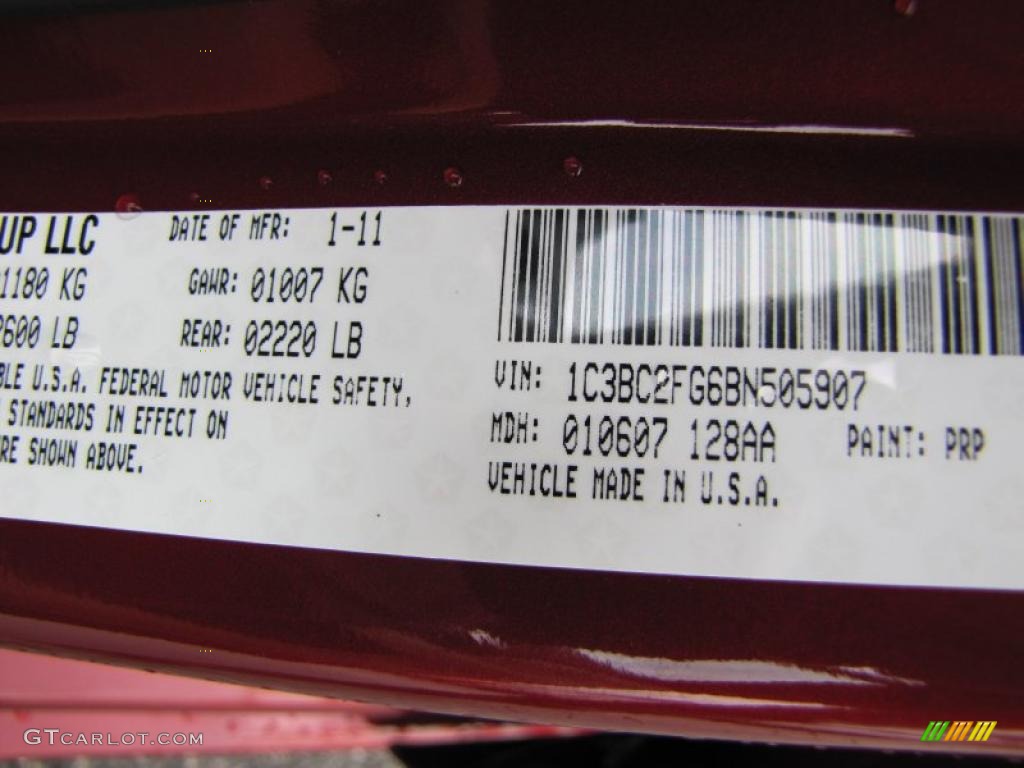 UP LLC DATE OF MFR: 1-11
1180 KG GAWR: 01007 KG
600 LB REAR: 02220 LB
BLE U.S.A. FEDERAL MOTOR VEHICLE SAFETY,
STANDARDS IN EFFECT ON
RE SHOWN ABOVE.
VIN: 1C3BC2FG6BN505907
MDH: 010607 128AA PAINT: PRP
VEHICLE MADE IN U.S.A.
GTCARLOT.COM